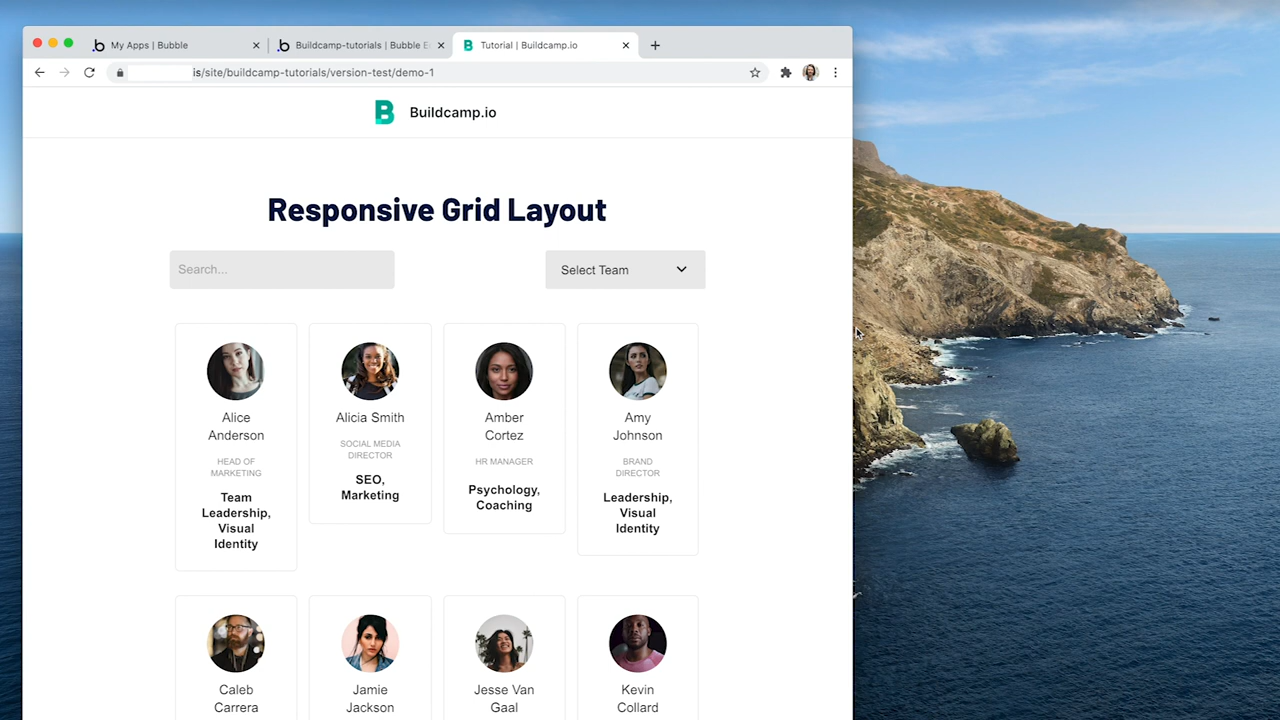 My Apps | Bubble
Buildcamp-tutorials | Bubble E
Tutorial | Buildcamp.io
is/site/buildcamp-tutorials/version-test/demo-1
B Buildcamp.io
Responsive Grid Layout
Search...
Select Team
Alice
Anderson
HEAD OF
MARKETING
Team
Leadership,
Visual
Identity
Alicia Smith
SOCIAL MEDIA
DIRECTOR
SEO,
Marketing
Amber
Cortez
HR MANAGER
Psychology,
Coaching
Amy
Johnson
BRAND
DIRECTOR
Leadership,
Visual
Identity
Caleb
Carrera
Jamie
Jackson
Jesse Van
Gaal
Kevin
Collard